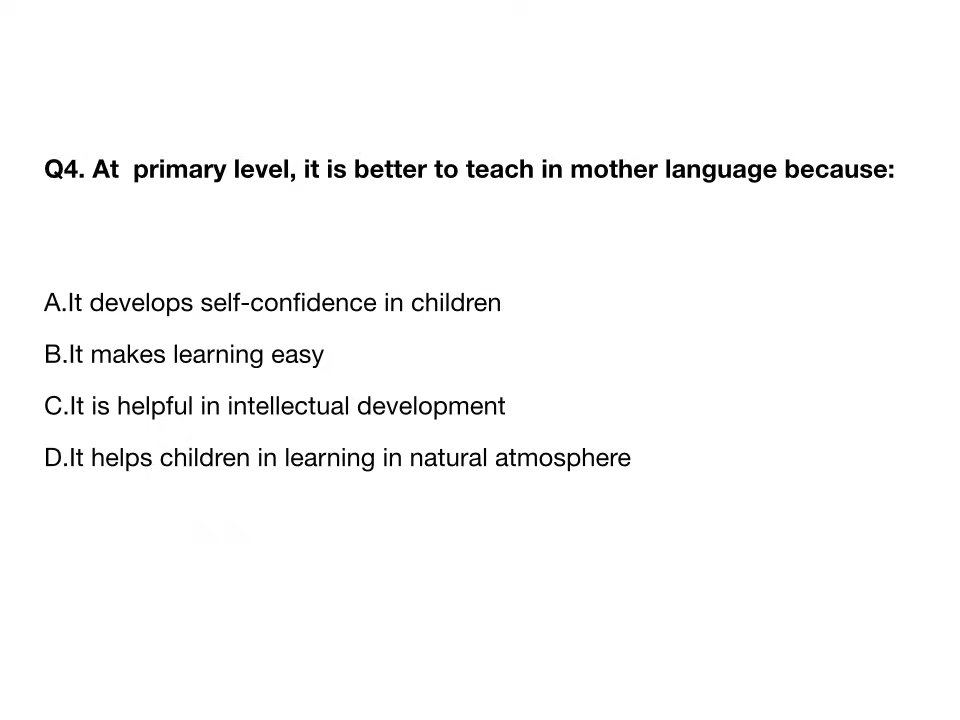 Q4. At  primary level, it is better to teach in mother language because:
A.It develops self-confidence in children
B.It makes learning easy
C.It is helpful in intellectual development
D.It helps children in learning in natural atmosphere